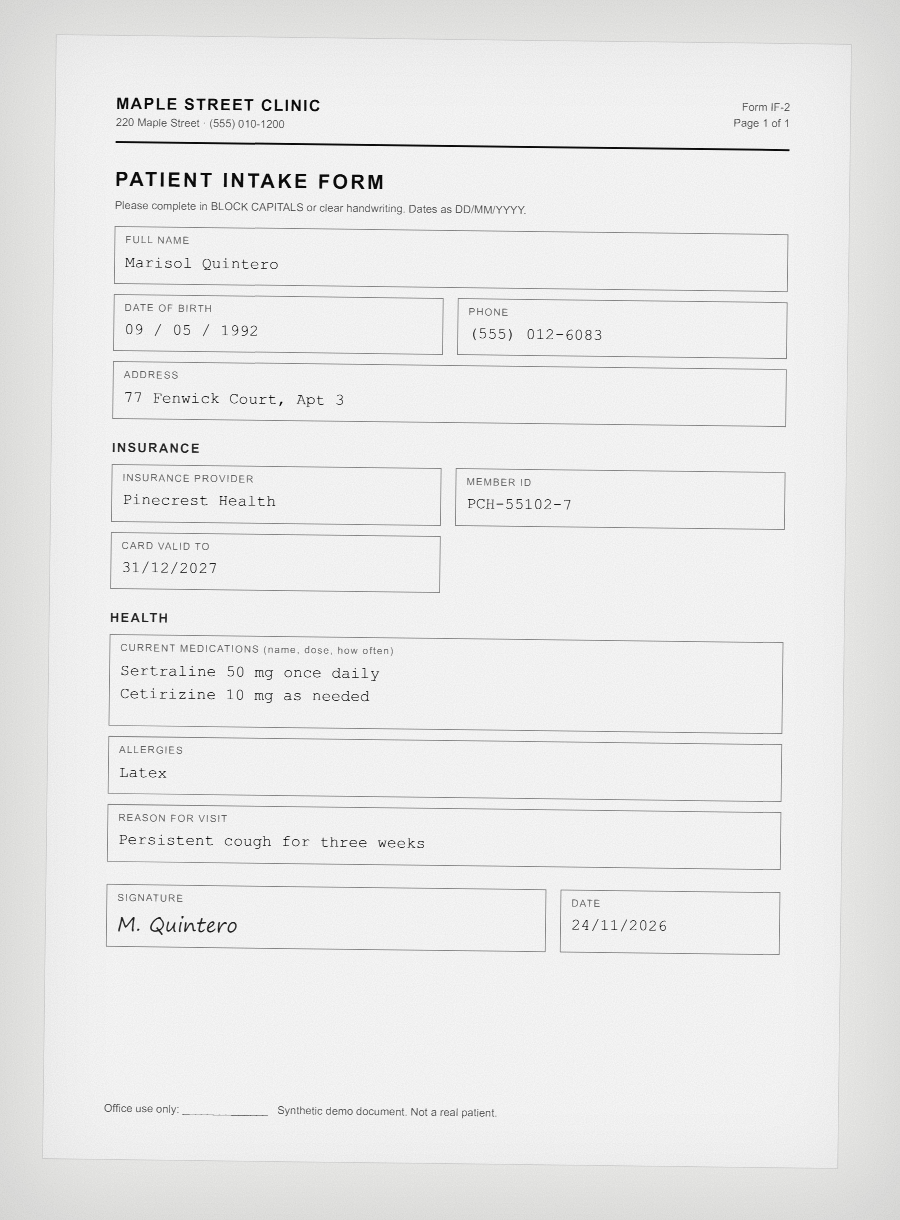 MAPLE STREET CLINIC
220 Maple Street · (555) 010-1200
Form IF-2
Page 1 of 1
PATIENT INTAKE FORM
Please complete in BLOCK CAPITALS or clear handwriting. Dates as DD/MM/YYYY.
FULL NAME
Marisol Quintero
DATE OF BIRTH
09 / 05 / 1992
PHONE
(555) 012-6083
ADDRESS
77 Fenwick Court, Apt 3
INSURANCE
INSURANCE PROVIDER
Pinecrest Health
MEMBER ID
PCH-55102-7
CARD VALID TO
31/12/2027
HEALTH
CURRENT MEDICATIONS (name, dose, how often)
Sertraline 50 mg once daily
Cetirizine 10 mg as needed
ALLERGIES
Latex
REASON FOR VISIT
Persistent cough for three weeks
SIGNATURE
M. Quintero
DATE
24/11/2026
Office use only: ______________ Synthetic demo document. Not a real patient.